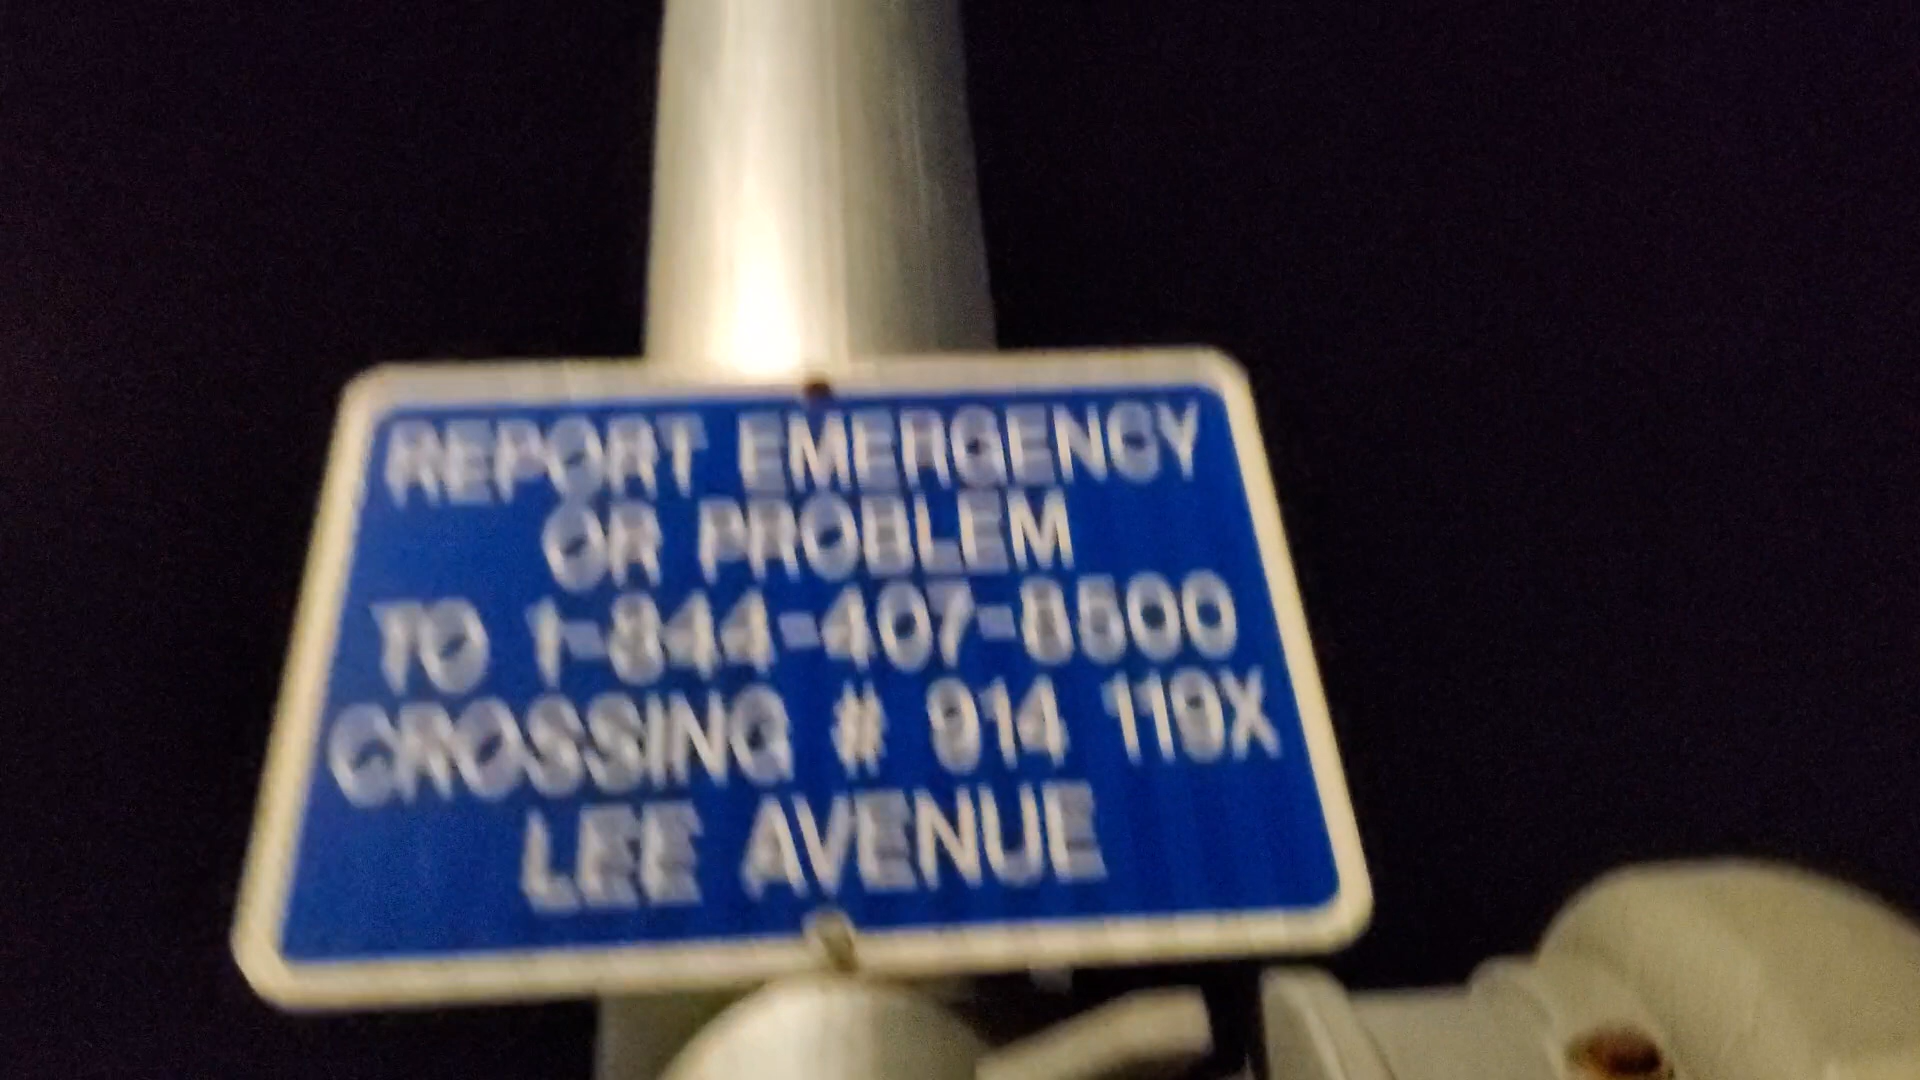 REPORT EMERGENCY
OR PROBLEM
TO 1-844-407-8500
CROSSING # 914 119X
LEE AVENUE